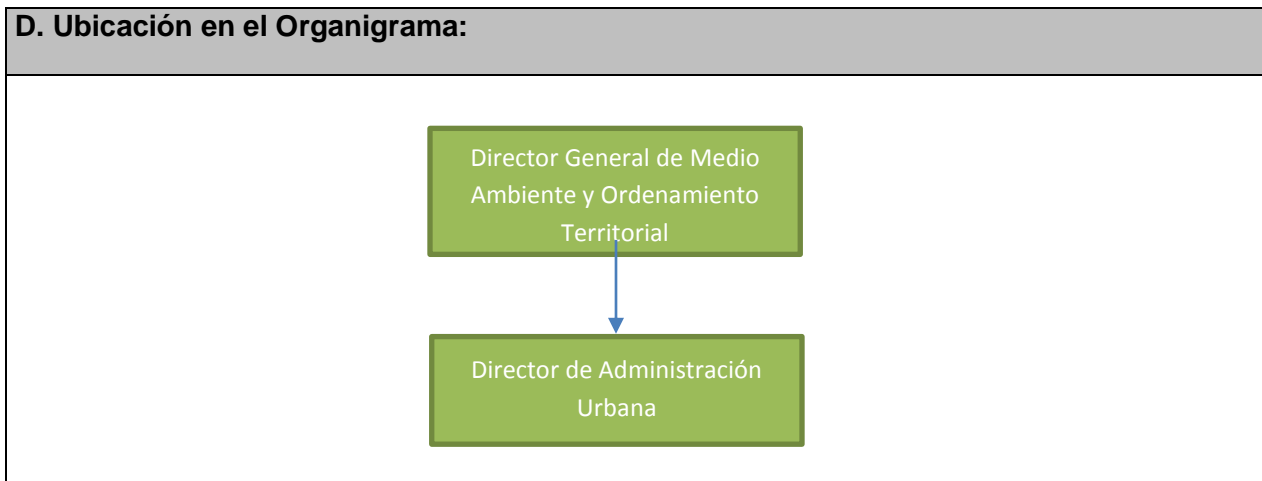 D. Ubicación en el Organigrama:
Director General de Medio
Ambiente y Ordenamiento
Territorial
Director de Administración
Urbana